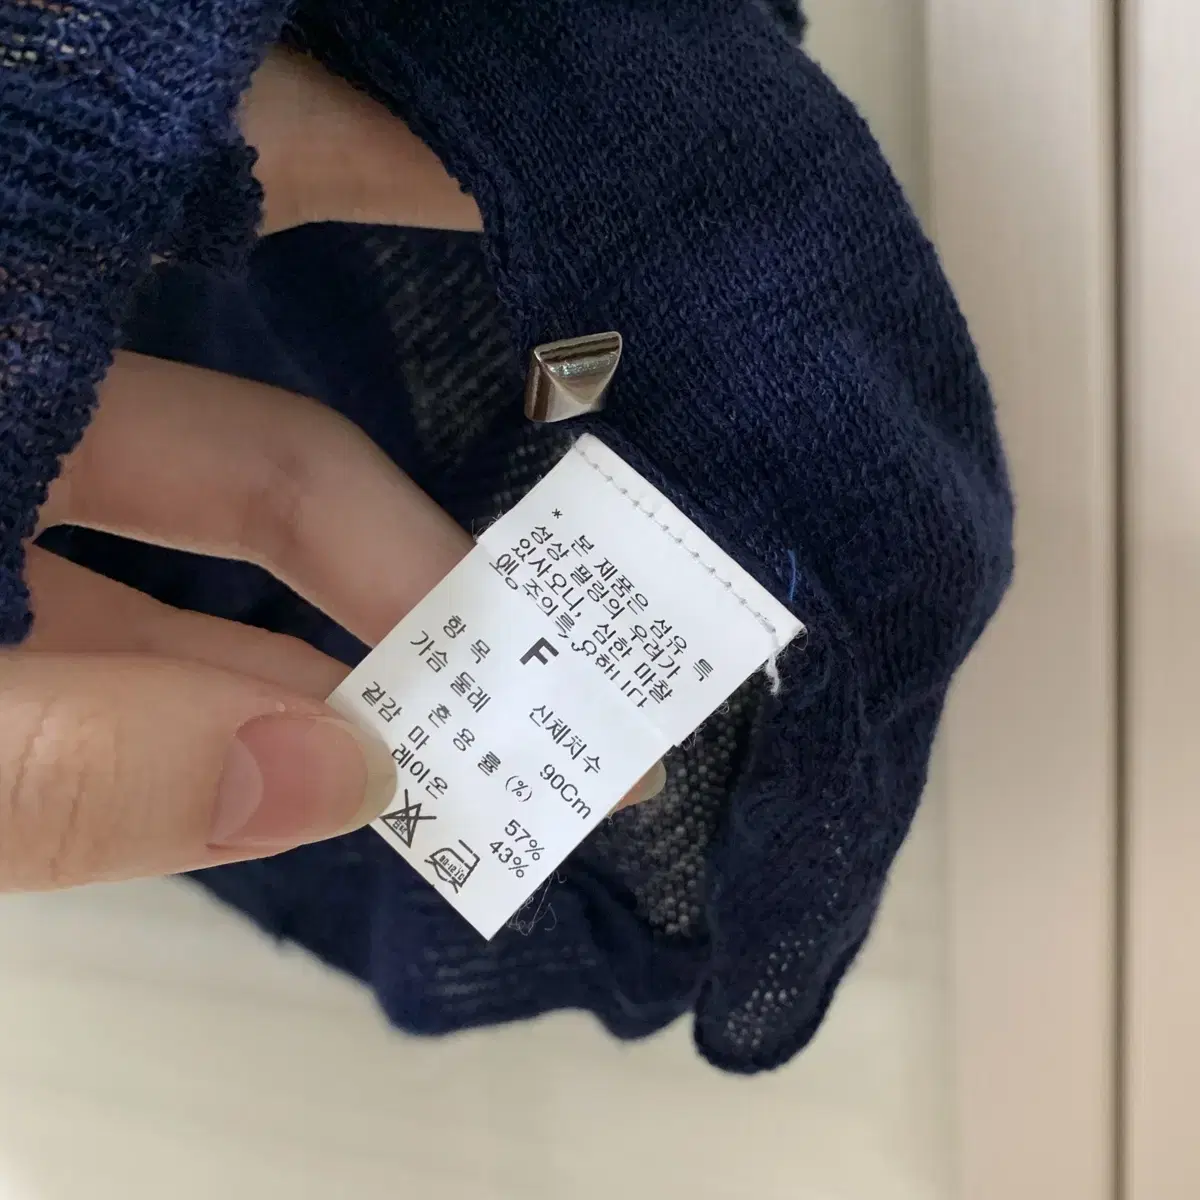 * 본 제품은 섬유 특
성상 필링의 우려가
있사오니, 심한 마찰
에 주의를 요하니다
F
항 목 신체치수
가슴 둘레 90Cm
혼 용 률 (%)
겉감 마 57%
레이온 43%